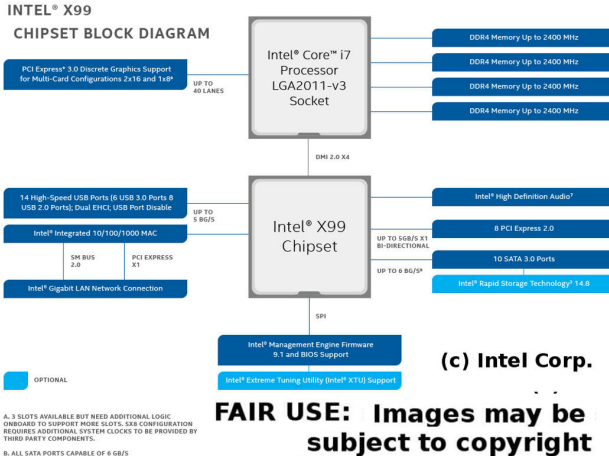 INTEL® X99
CHIPSET BLOCK DIAGRAM
Intel® Core™ i7
Processor
LGA2011-v3
Socket
PCI Express* 3.0 Discrete Graphics Support
for Multi-Card Configurations 2x16 and 1x8ᴬ
UP TO
40 LANES
DDR4 Memory Up to 2400 MHz
DDR4 Memory Up to 2400 MHz
DDR4 Memory Up to 2400 MHz
DDR4 Memory Up to 2400 MHz
DMI 2.0 X4
14 High-Speed USB Ports (6 USB 3.0 Ports 8
USB 2.0 Ports); Dual EHCI; USB Port Disable
UP TO
5 BG/S
Intel® Integrated 10/100/1000 MAC
SM BUS
2.0
PCI EXPRESS
X1
Intel® Gigabit LAN Network Connection
Intel® X99
Chipset
Intel® High Definition Audio⁷
UP TO 5GB/S X1
BI-DIRECTIONAL
8 PCI Express 2.0
UP TO 6 BG/Sᴮ
10 SATA 3.0 Ports
Intel® Rapid Storage Technology¹ 14.8
SPI
Intel® Management Engine Firmware
9.1 and BIOS Support
Intel® Extreme Tuning Utility (Intel® XTU) Support
OPTIONAL
(c) Intel Corp.
FAIR USE: Images may be
subject to copyright
A. 3 SLOTS AVAILABLE BUT NEED ADDITIONAL LOGIC
ONBOARD TO SUPPORT MORE SLOTS. 5X8 CONFIGURATION
REQUIRES ADDITIONAL SYSTEM CLOCKS TO BE PROVIDED BY
THIRD PARTY COMPONENTS.
B. ALL SATA PORTS CAPABLE OF 6 GB/S